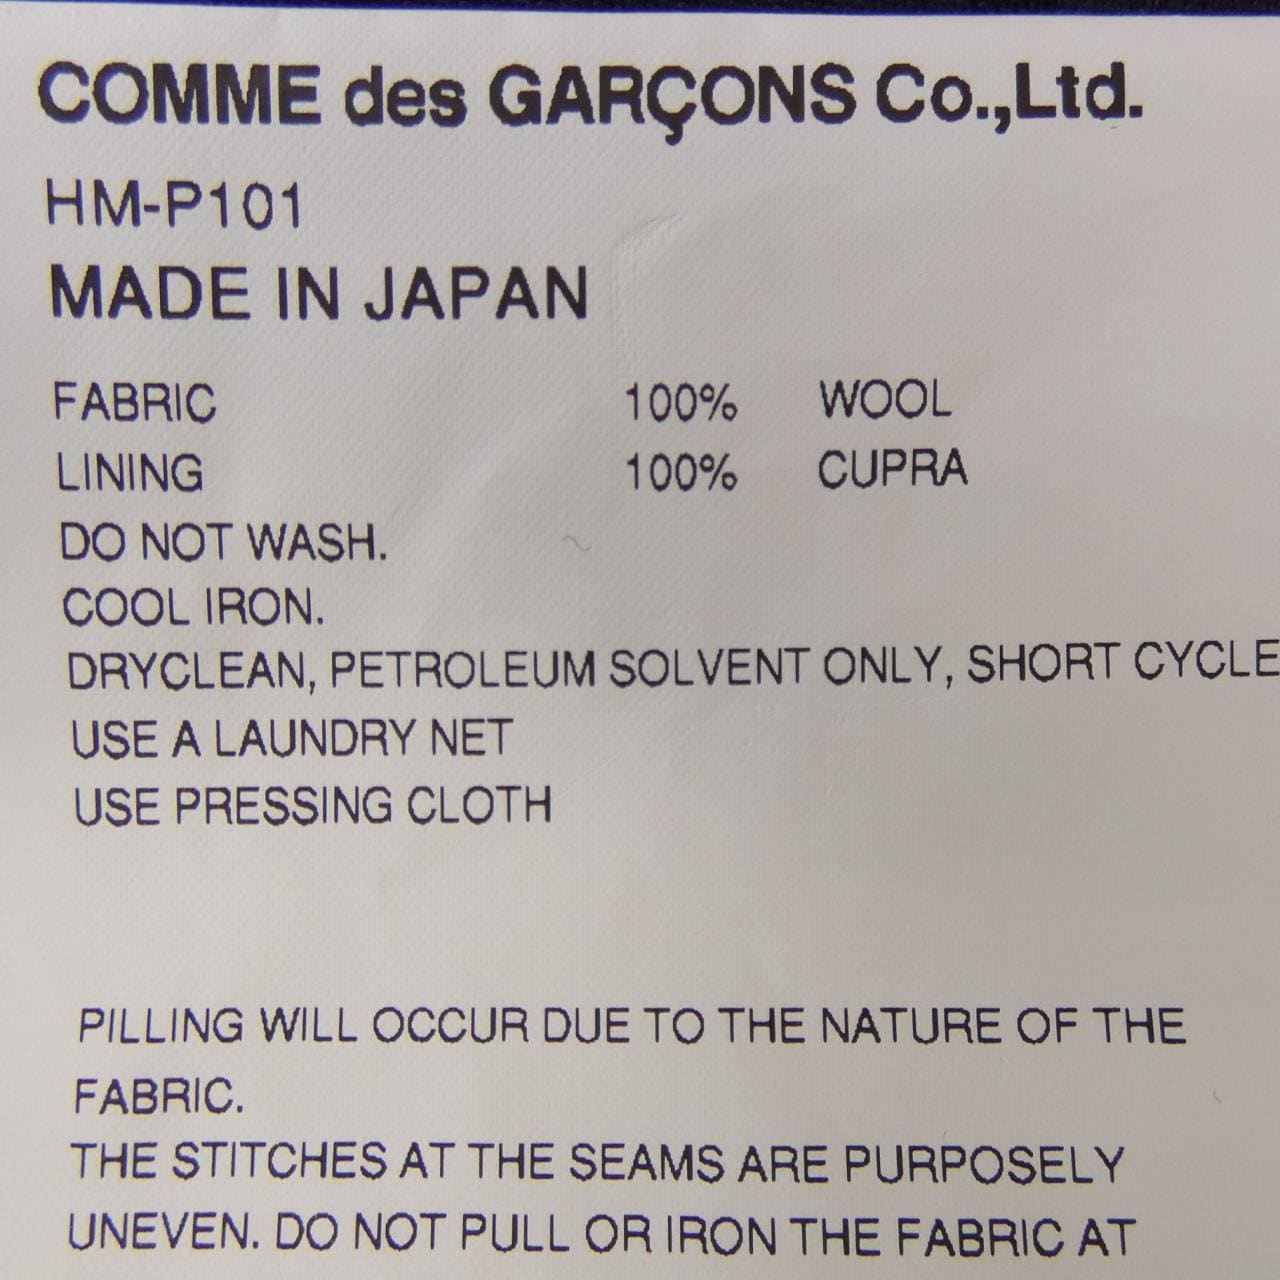 COMME des GARÇONS Co.,Ltd.
HM-P101
MADE IN JAPAN
FABRIC 100% WOOL
LINING 100% CUPRA
DO NOT WASH.
COOL IRON.
DRYCLEAN, PETROLEUM SOLVENT ONLY, SHORT CYCLE
USE A LAUNDRY NET
USE PRESSING CLOTH
PILLING WILL OCCUR DUE TO THE NATURE OF THE
FABRIC.
THE STITCHES AT THE SEAMS ARE PURPOSELY
UNEVEN. DO NOT PULL OR IRON THE FABRIC AT